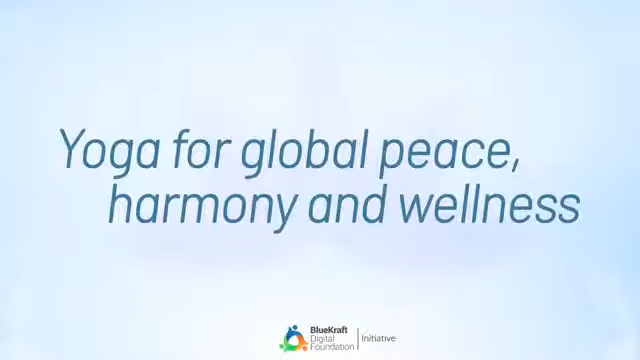 Yoga for global peace,
harmony and wellness
BlueKraft
Digital
Foundation
Initiative